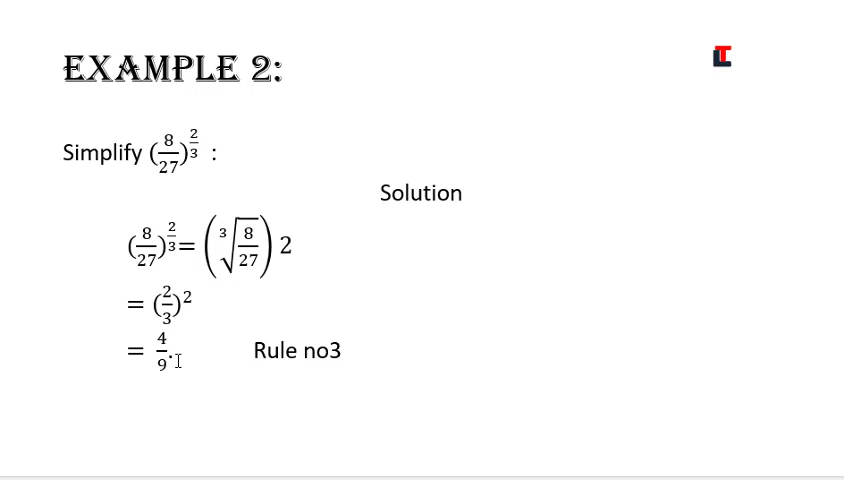 EXAMPLE 2:
LT
Simplify (8/27)^2/3 :
Solution
(8/27)^2/3= (∛8/27) 2
= (2/3)^2
= 4/9. Rule no3